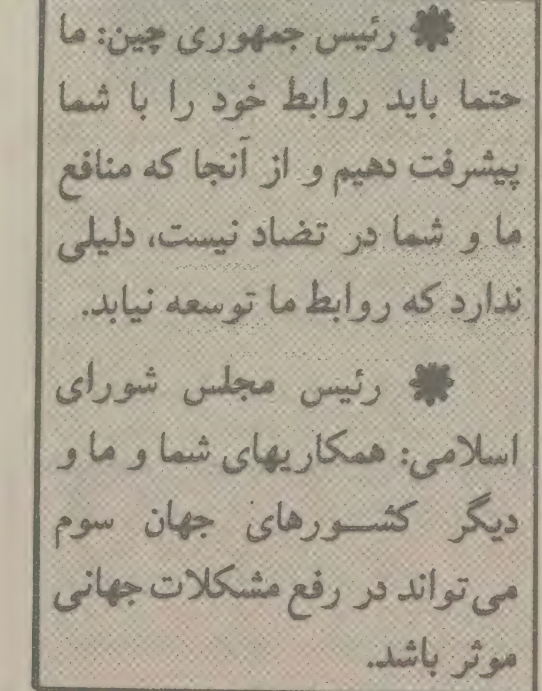 ✽ رئیس جمهوری چین: ما
حتما باید روابط خود را با شما
پیشرفت دهیم و از آنجا که منافع
ما و شما در تضاد نیست، دلیلی
ندارد که روابط ما توسعه نیابد.
✽ رئیس مجلس شورای
اسلامی: همکاریهای شما و ما و
دیگر کشورهای جهان سوم
می‌تواند در رفع مشکلات جهانی
موثر باشد.